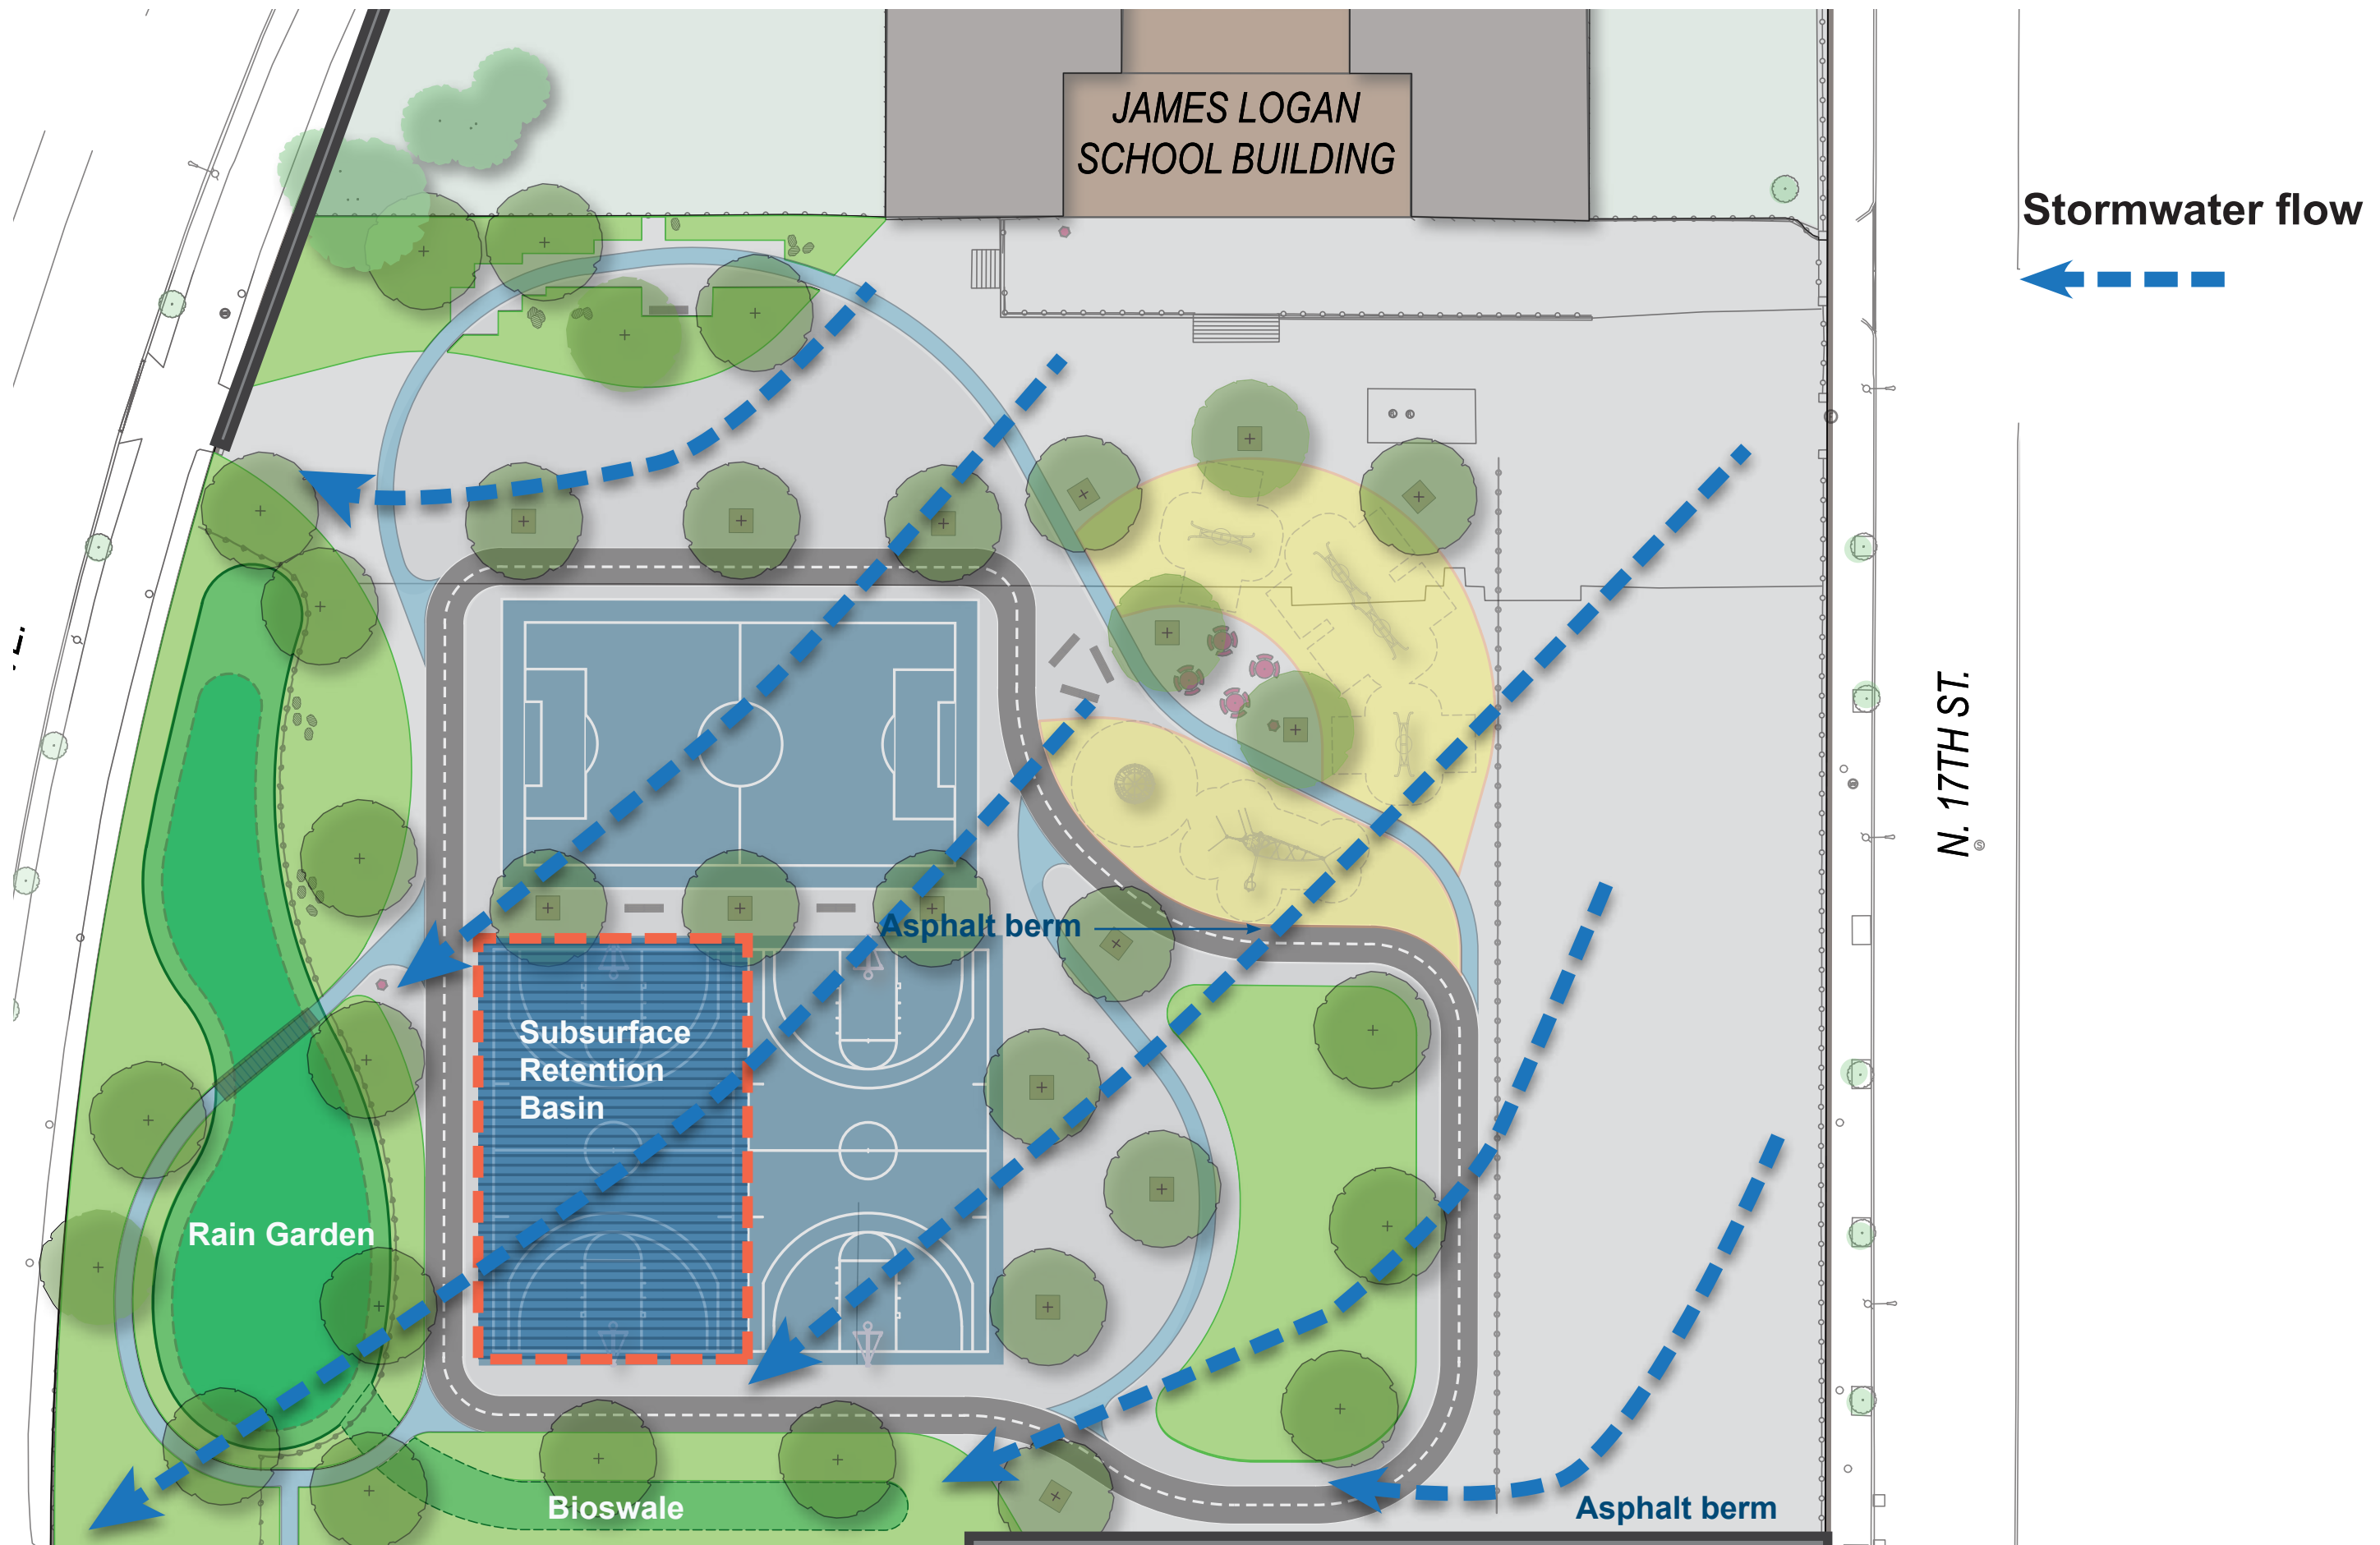 JAMES LOGAN
SCHOOL BUILDING
Stormwater flow
N. 17TH ST.
Asphalt berm
Subsurface
Retention
Basin
Rain Garden
Bioswale
Asphalt berm